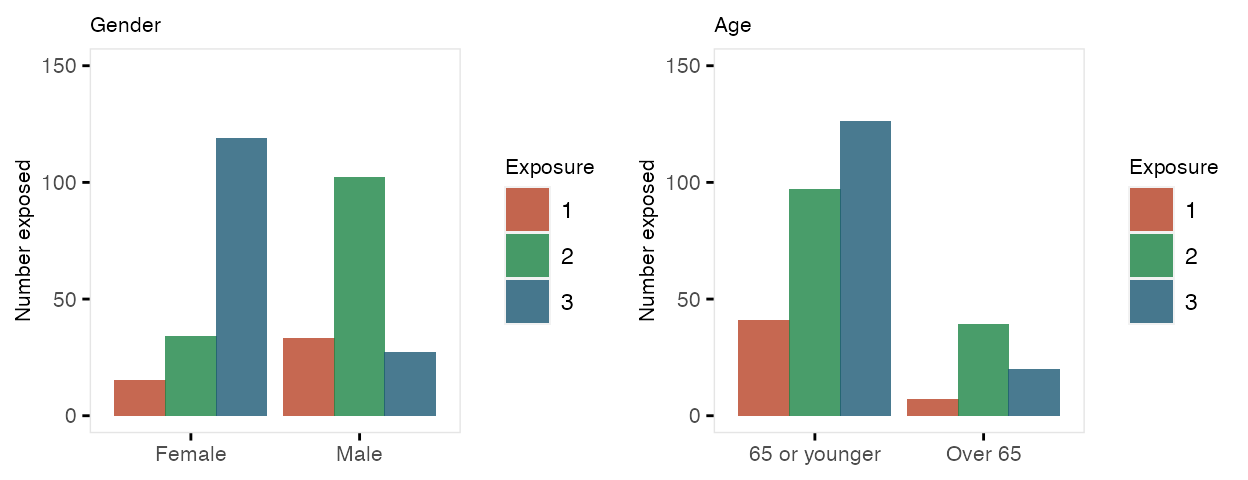 Gender
150
100
50
0
Number exposed
Female Male
Exposure
1
2
3
Age
150
100
50
0
Number exposed
65 or younger Over 65
Exposure
1
2
3